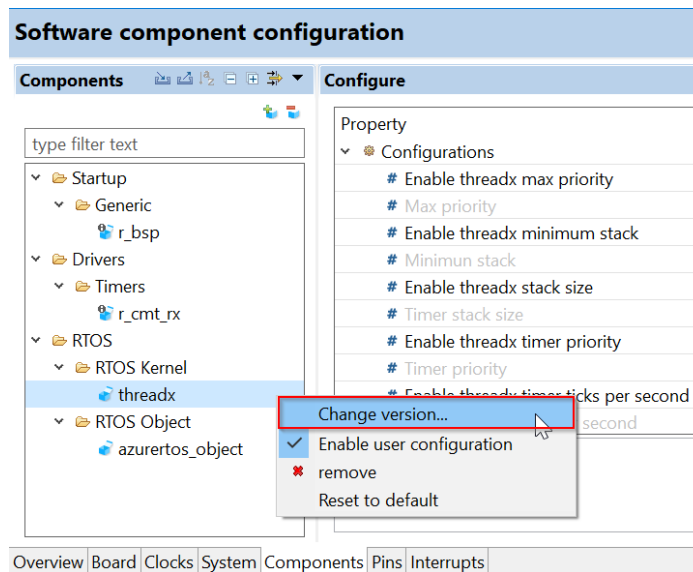 Software component configuration
Components
Configure
type filter text
Startup
Generic
r_bsp
Drivers
Timers
r_cmt_rx
RTOS
RTOS Kernel
threadx
RTOS Object
azurertos_object
Property
Configurations
# Enable threadx max priority
# Max priority
# Enable threadx minimum stack
# Minimun stack
# Enable threadx stack size
# Timer stack size
# Enable threadx timer priority
# Timer priority
# Enable threadx timer ticks per second
second
Change version...
Enable user configuration
remove
Reset to default
Overview Board Clocks System Components Pins Interrupts